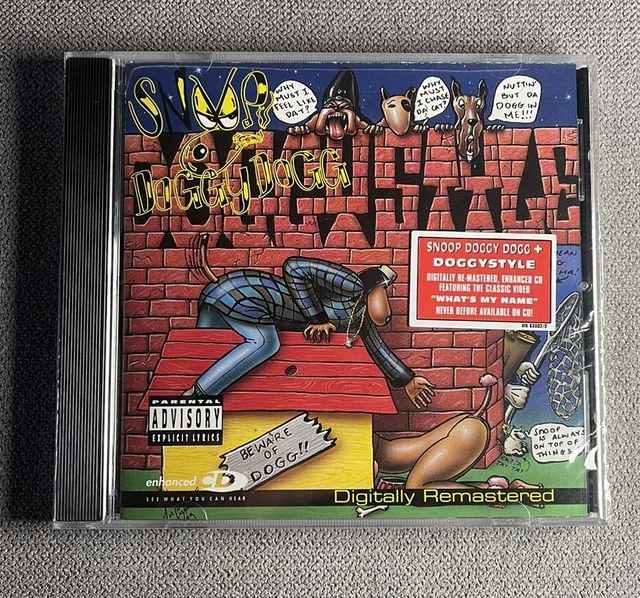 SNOOP
DOGGY DOGG
WHY
MUST I
FEEL LIKE
DAT?
WHY
MUST
I CHASE
DA CAT?
NUTTIN'
BUT DA
DOGG IN
ME!!!
DOGGYSTYLE
SNOOP DOGGY DOGG +
DOGGYSTYLE
DIGITALLY RE-MASTERED, ENHANCED CD
FEATURING THE CLASSIC VIDEO
"WHAT'S MY NAME"
NEVER BEFORE AVAILABLE ON CD!
PARENTAL
ADVISORY
EXPLICIT LYRICS
BEWARE
OF
DOGG!!
SNOOP
IS ALWAYS
ON TOP OF
THINGS
enhanced CD
SEE WHAT YOU CAN HEAR
Digitally Remastered